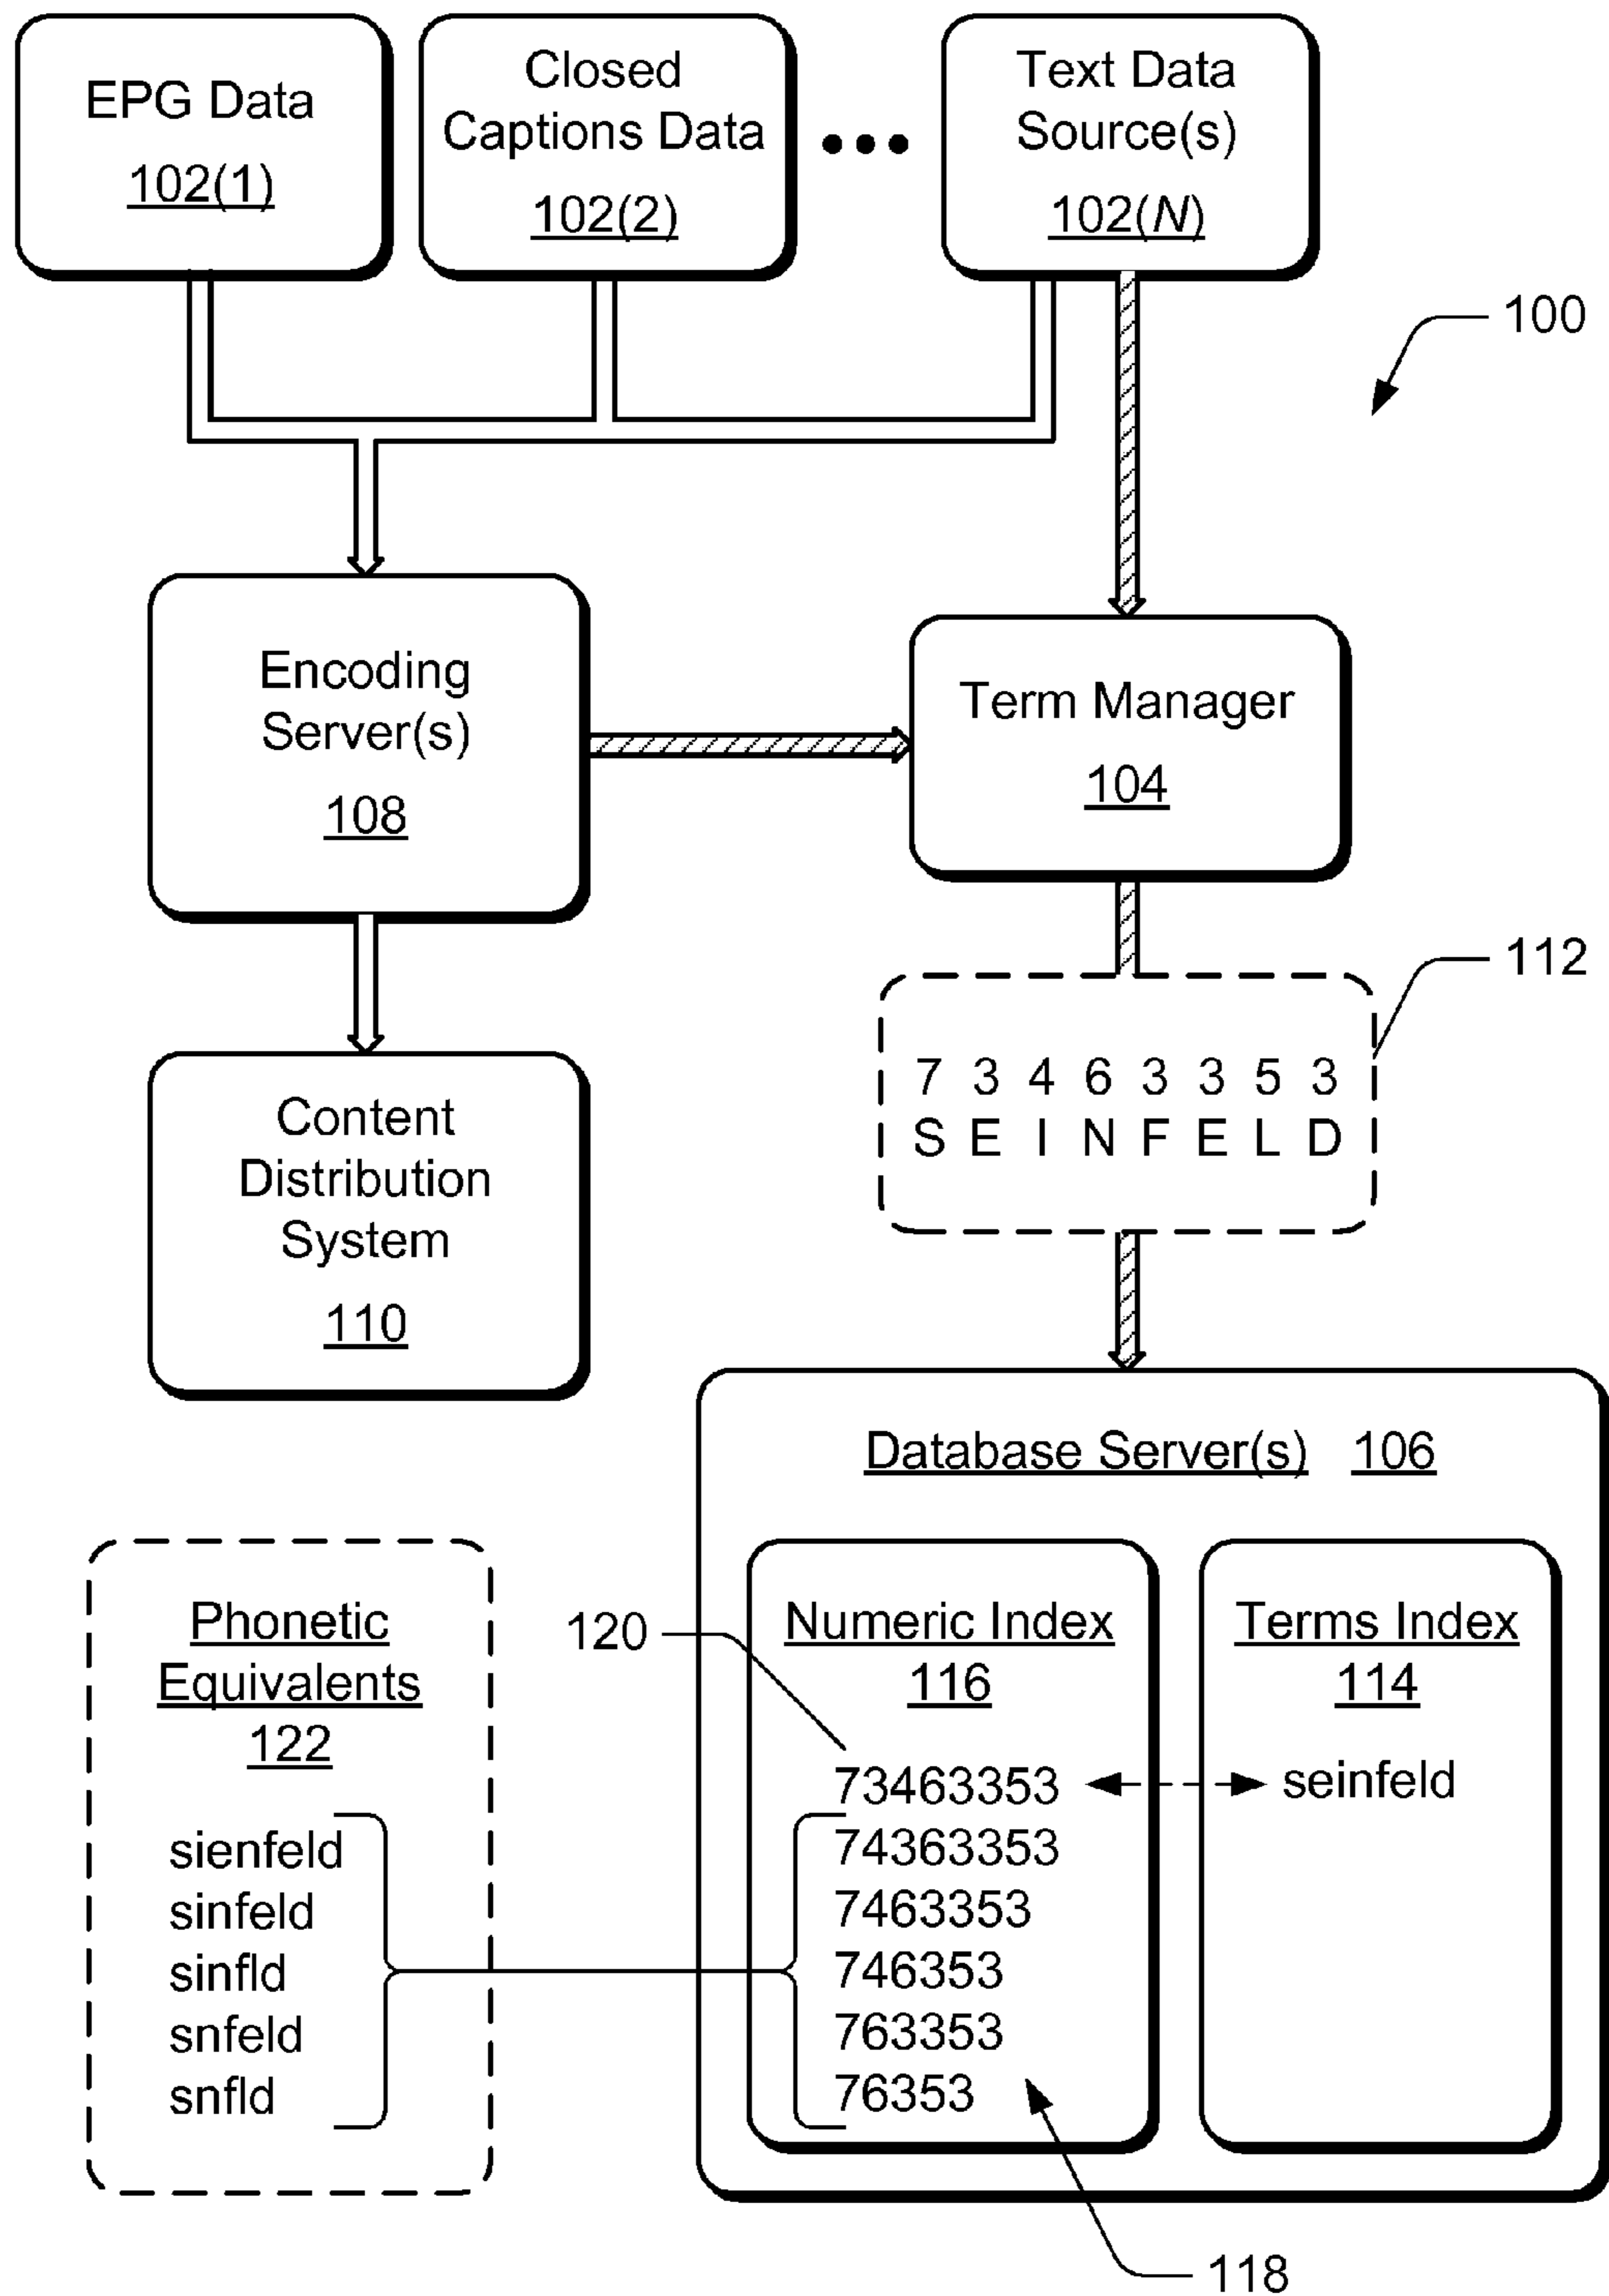 EPG Data
102(1)
Closed
Captions Data
102(2)
Text Data
Source(s)
102(N)
100
Encoding
Server(s)
108
Term Manager
104
112
7 3 4 6 3 3 5 3
S E I N F E L D
Content
Distribution
System
110
Database Server(s) 106
Phonetic
Equivalents
122
sienfeld
sinfeld
sinfld
snfeld
snfld
120
Numeric Index
116
73463353
74363353
7463353
746353
763353
76353
Terms Index
114
seinfeld
118